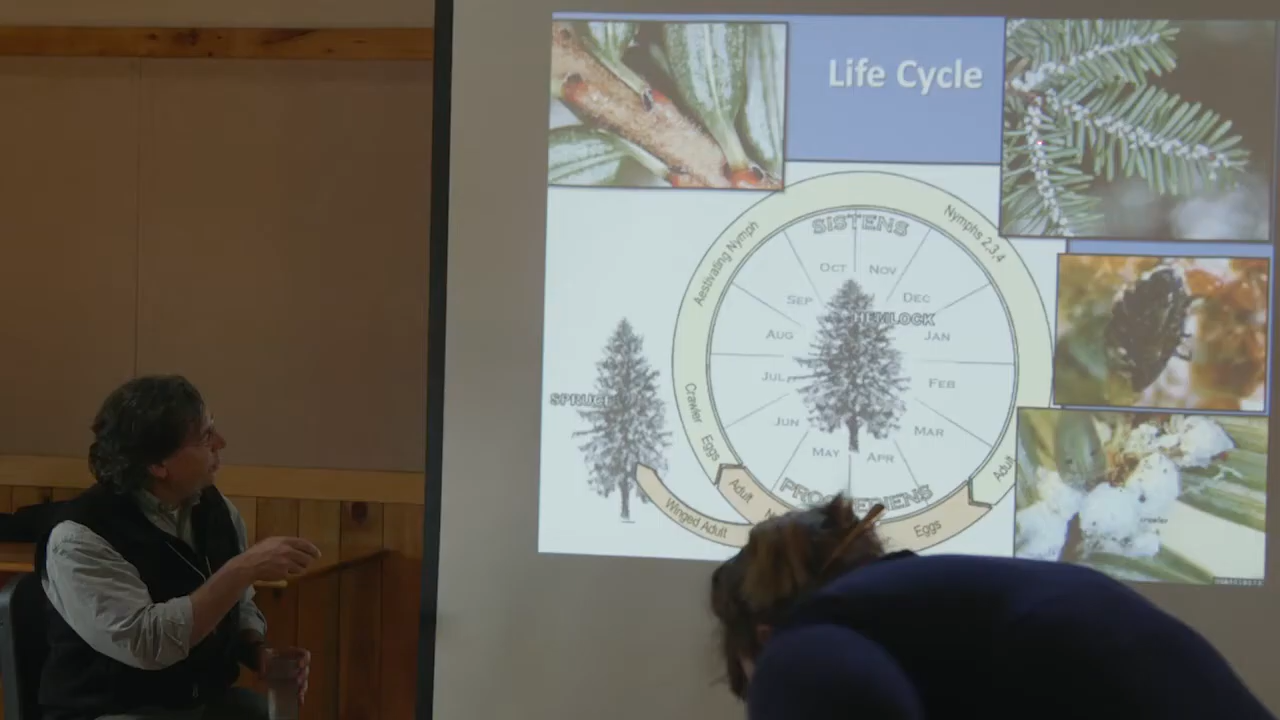 Life Cycle
SISTENS
Aestivating Nymph
Nymphs 2,3,4
OCT
NOV
SEP
DEC
HEMLOCK
AUG
JAN
JUL
FEB
SPRUCE
Crawler
JUN
MAR
Eggs
MAY
APR
Adult
Adult
Winged Adult
Eggs
crawler